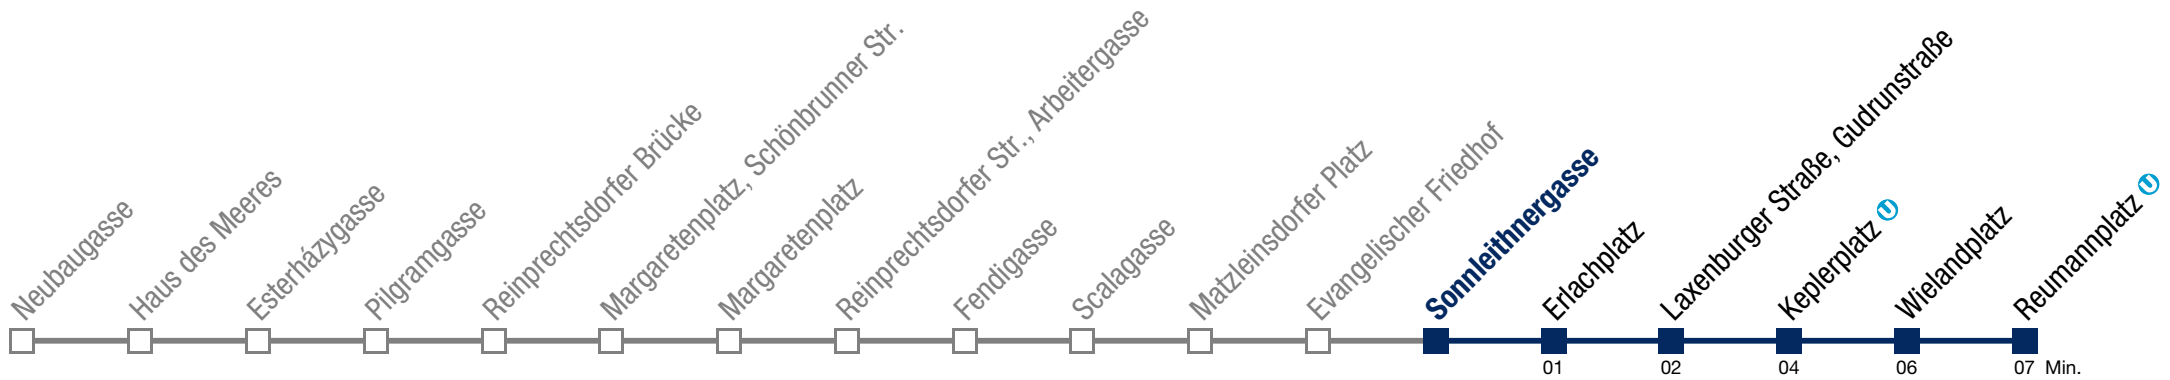 Neubaugasse
Haus des Meeres
Esterházygasse
Pilgramgasse
Reinprechtsdorfer Brücke
Margaretenplatz, Schönbrunner Str.
Margaretenplatz
Reinprechtsdorfer Str., Arbeitergasse
Fendigasse
Scalagasse
Matzleinsdorfer Platz
Evangelischer Friedhof
Sonnleithnergasse
Erlachplatz
Laxenburger Straße, Gudrunstraße
Keplerplatz U
Wielandplatz
Reumannplatz U
01 02 04 06 07 Min.